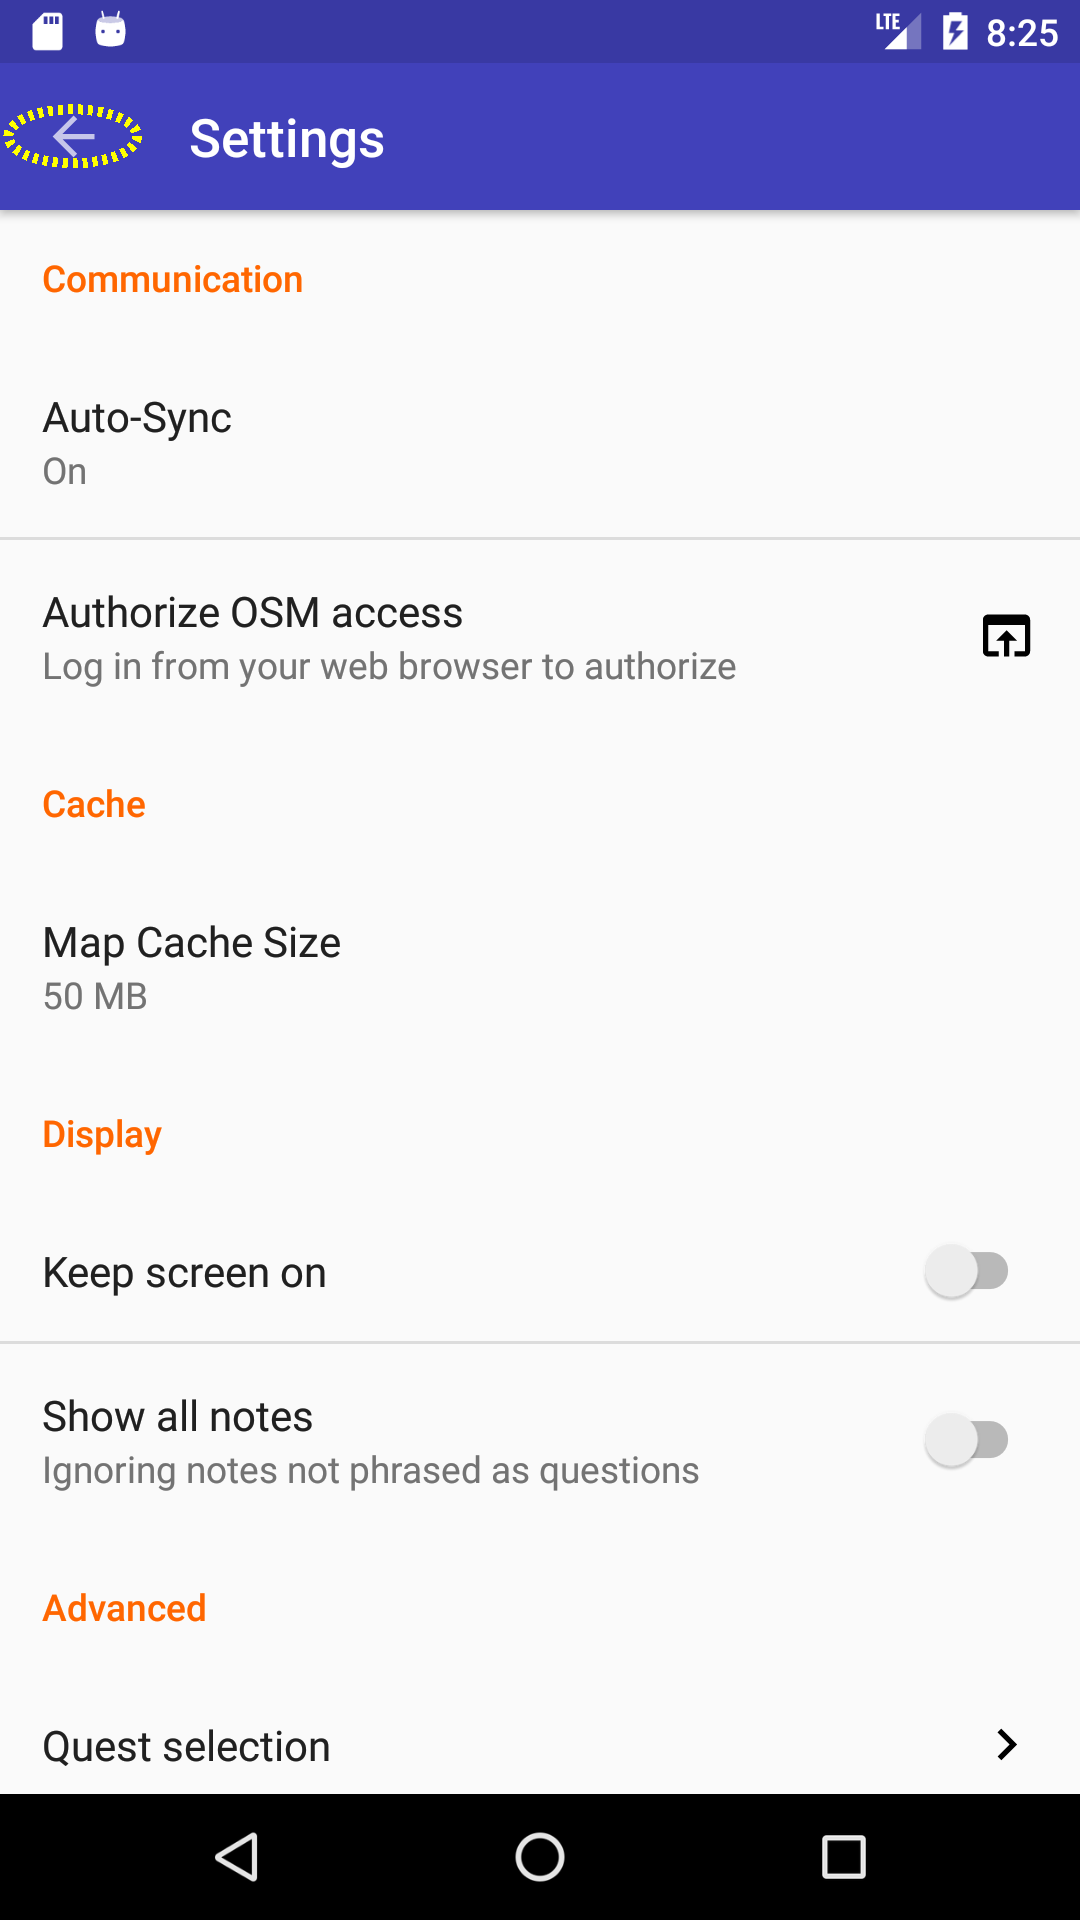 LTE 8:25
Settings
Communication
Auto-Sync
On
Authorize OSM access
Log in from your web browser to authorize
Cache
Map Cache Size
50 MB
Display
Keep screen on
Show all notes
Ignoring notes not phrased as questions
Advanced
Quest selection